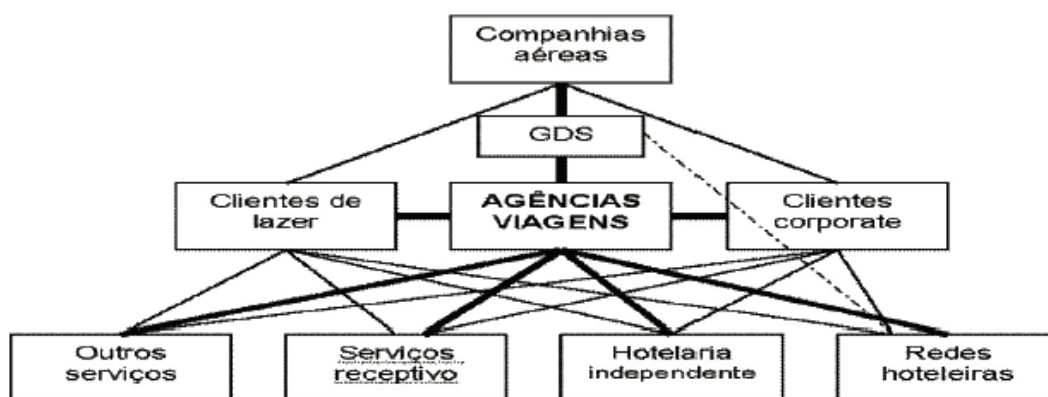 Companhias
aéreas
GDS
Clientes de
lazer
AGÊNCIAS
VIAGENS
Clientes
corporate
Outros
serviços
Serviços
receptivo
Hotelaria
independente
Redes
hoteleiras